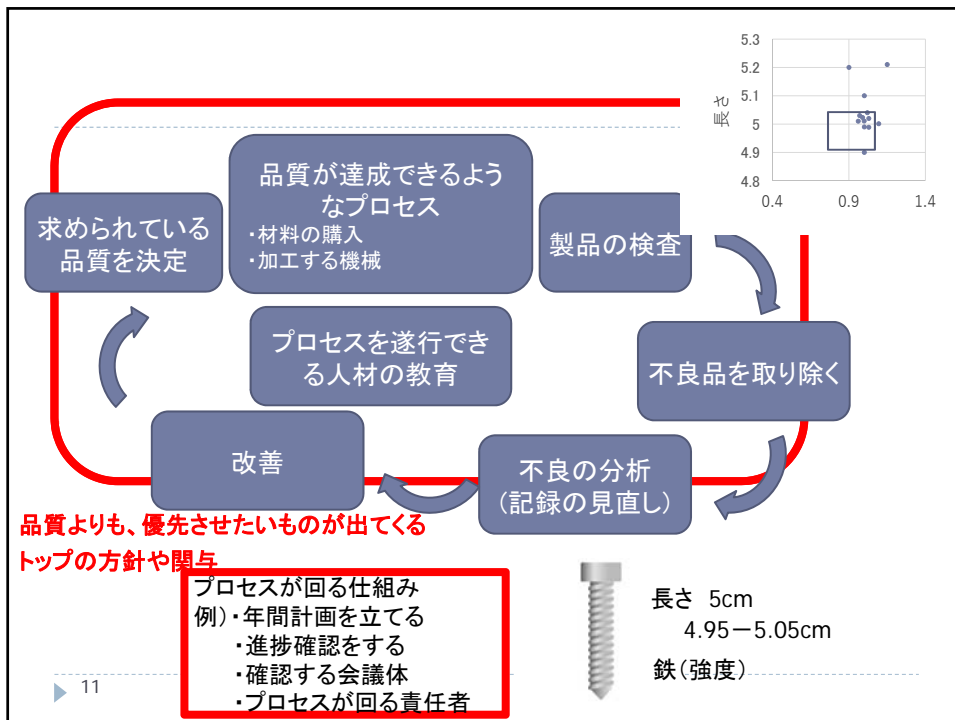 5.3
5.2
5.1
5
4.9
4.8
長さ
0.4
0.9
1.4
求められている
品質を決定
品質が達成できるよう
なプロセス
・材料の購入
・加工する機械
製品の検査
プロセスを遂行でき
る人材の教育
不良品を取り除く
改善
不良の分析
(記録の見直し)
品質よりも、優先させたいものが出てくる
トップの方針や関与
プロセスが回る仕組み
例)・年間計画を立てる
・進捗確認をする
・確認する会議体
・プロセスが回る責任者
長さ 5cm
4.95－5.05cm
鉄(強度)
11